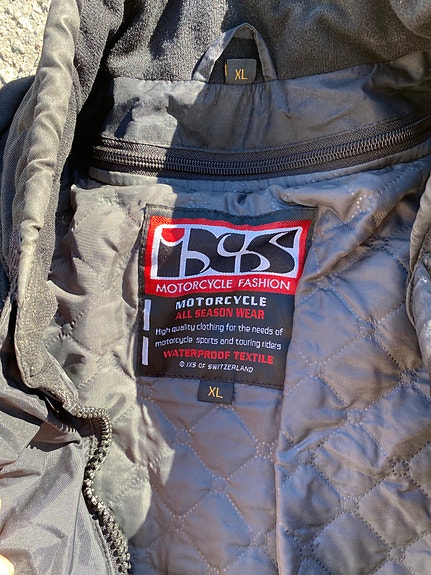 XL
iXS
MOTORCYCLE FASHION
MOTORCYCLE
ALL SEASON WEAR
High quality clothing for the needs of
motorcycle sports and touring riders
WATERPROOF TEXTILE
© IXS OF SWITZERLAND
XL